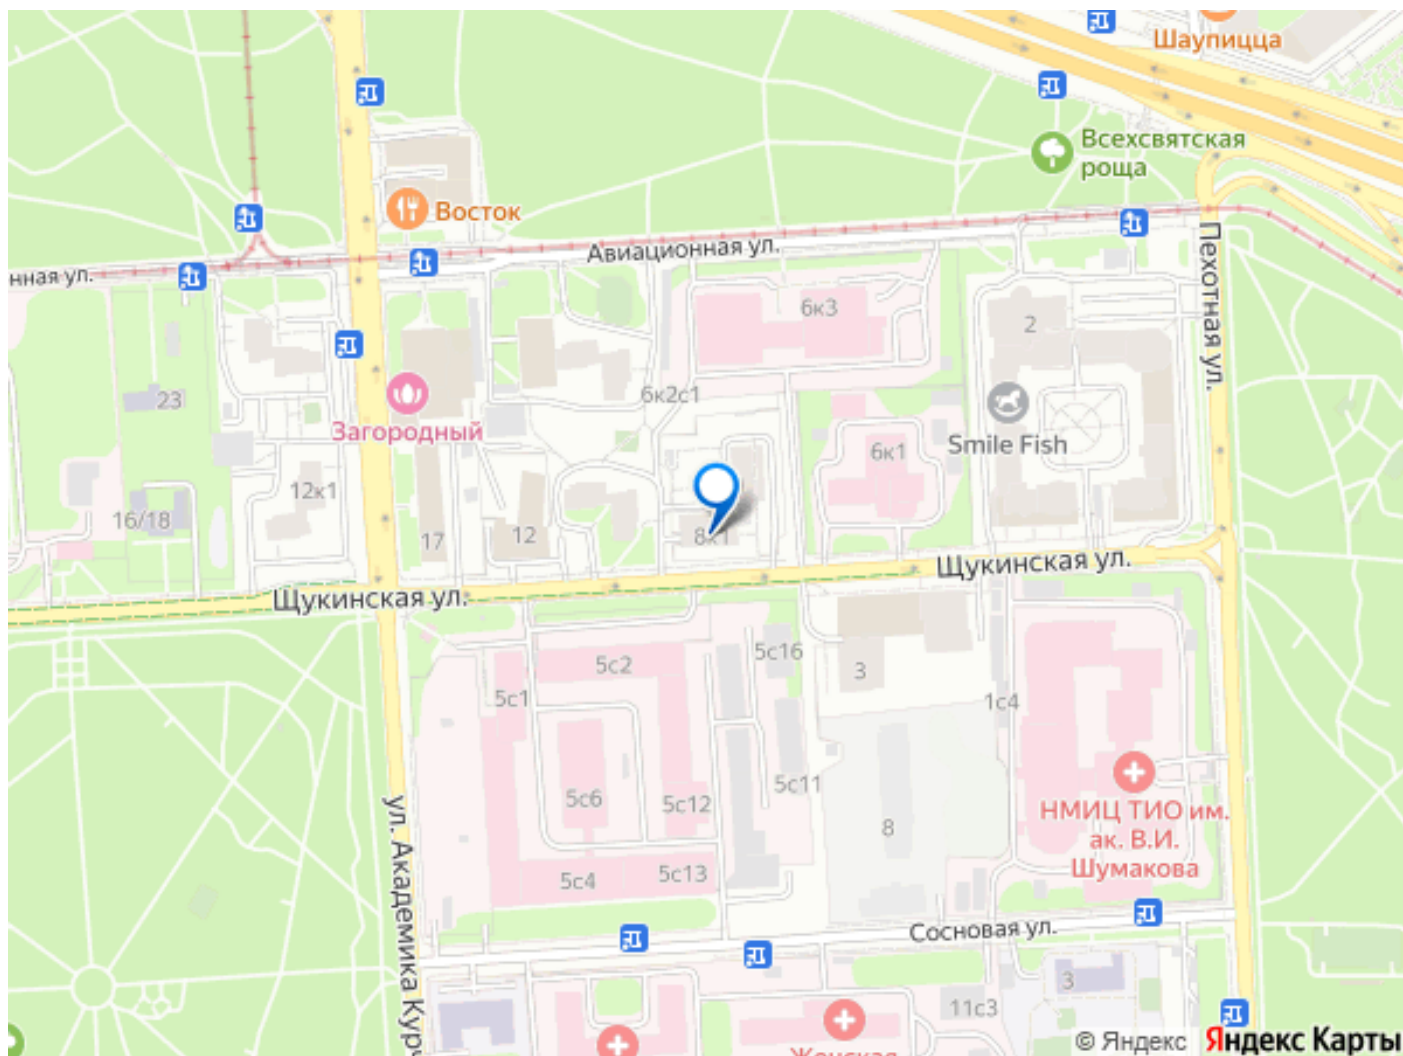 Шаупицца
Всехсвятская
роща
Восток
Авиационная ул.
нная ул.
Пехотная ул.
6к3
2
23
6к2с1
Загородный
Smile Fish
6к1
12к1
16/18
17
12
8к1
Щукинская ул.
Щукинская ул.
5с16
5с2
3
5с1
1с4
5с11
5с6
5с12
НМИЦ ТИО им.
ак. В.И.
Шумакова
8
ул. Академика Курч
5с4
5с13
Сосновая ул.
3
11с3
Женская
© Яндекс Яндекс Карты